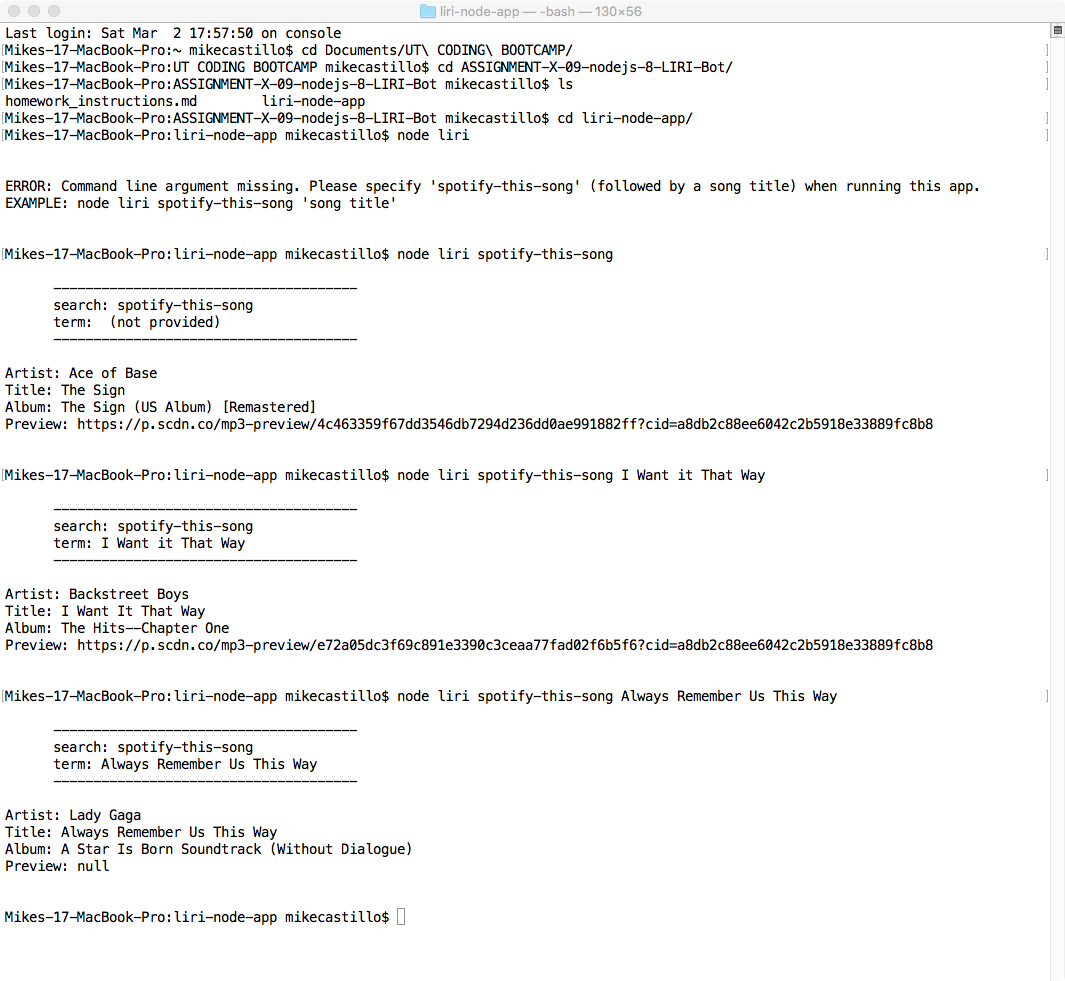 liri-node-app — -bash — 130×56
Last login: Sat Mar  2 17:57:50 on console
[Mikes-17-MacBook-Pro:~ mikecastillo$ cd Documents/UT\ CODING\ BOOTCAMP/ ]
[Mikes-17-MacBook-Pro:UT CODING BOOTCAMP mikecastillo$ cd ASSIGNMENT-X-09-nodejs-8-LIRI-Bot/ ]
[Mikes-17-MacBook-Pro:ASSIGNMENT-X-09-nodejs-8-LIRI-Bot mikecastillo$ ls ]
homework_instructions.md        liri-node-app
[Mikes-17-MacBook-Pro:ASSIGNMENT-X-09-nodejs-8-LIRI-Bot mikecastillo$ cd liri-node-app/ ]
[Mikes-17-MacBook-Pro:liri-node-app mikecastillo$ node liri ]
ERROR: Command line argument missing. Please specify 'spotify-this-song' (followed by a song title) when running this app.
EXAMPLE: node liri spotify-this-song 'song title'
[Mikes-17-MacBook-Pro:liri-node-app mikecastillo$ node liri spotify-this-song ]
--------------------------------------
search: spotify-this-song
term:  (not provided)
--------------------------------------
Artist: Ace of Base
Title: The Sign
Album: The Sign (US Album) [Remastered]
Preview: https://p.scdn.co/mp3-preview/4c463359f67dd3546db7294d236dd0ae991882ff?cid=a8db2c88ee6042c2b5918e33889fc8b8
[Mikes-17-MacBook-Pro:liri-node-app mikecastillo$ node liri spotify-this-song I Want it That Way ]
--------------------------------------
search: spotify-this-song
term: I Want it That Way
--------------------------------------
Artist: Backstreet Boys
Title: I Want It That Way
Album: The Hits--Chapter One
Preview: https://p.scdn.co/mp3-preview/e72a05dc3f69c891e3390c3ceaa77fad02f6b5f6?cid=a8db2c88ee6042c2b5918e33889fc8b8
[Mikes-17-MacBook-Pro:liri-node-app mikecastillo$ node liri spotify-this-song Always Remember Us This Way ]
--------------------------------------
search: spotify-this-song
term: Always Remember Us This Way
--------------------------------------
Artist: Lady Gaga
Title: Always Remember Us This Way
Album: A Star Is Born Soundtrack (Without Dialogue)
Preview: null
Mikes-17-MacBook-Pro:liri-node-app mikecastillo$